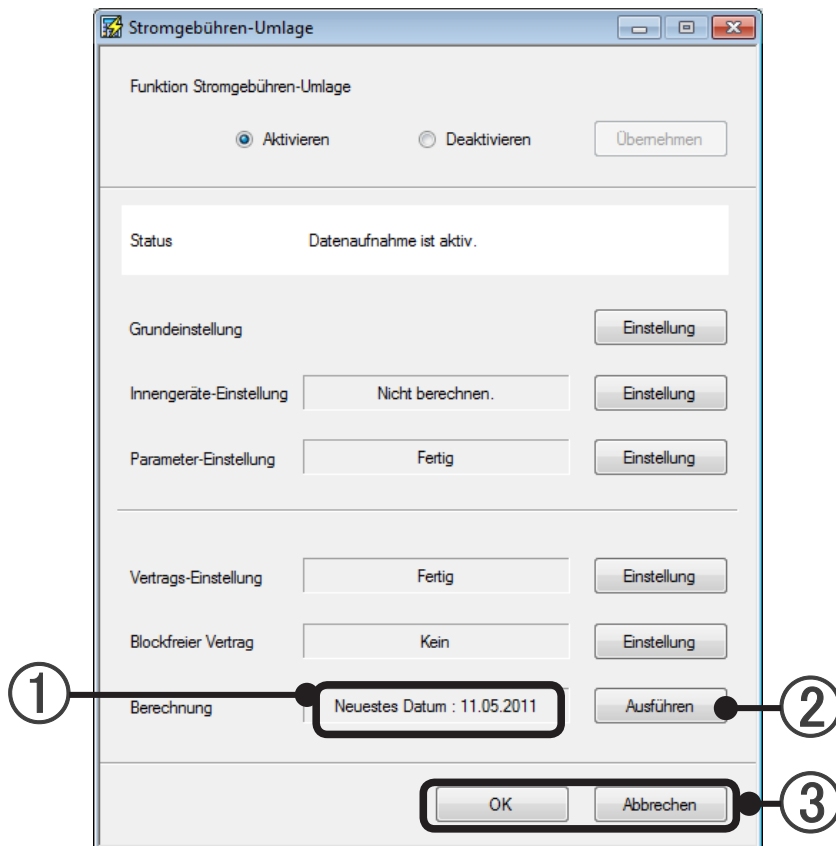 Stromgebühren-Umlage
Funktion Stromgebühren-Umlage
Aktivieren Deaktivieren Übernehmen
Status Datenaufnahme ist aktiv.
Grundeinstellung Einstellung
Innengeräte-Einstellung Nicht berechnen. Einstellung
Parameter-Einstellung Fertig Einstellung
Vertrags-Einstellung Fertig Einstellung
Blockfreier Vertrag Kein Einstellung
① Berechnung Neuestes Datum : 11.05.2011 Ausführen ②
OK Abbrechen ③